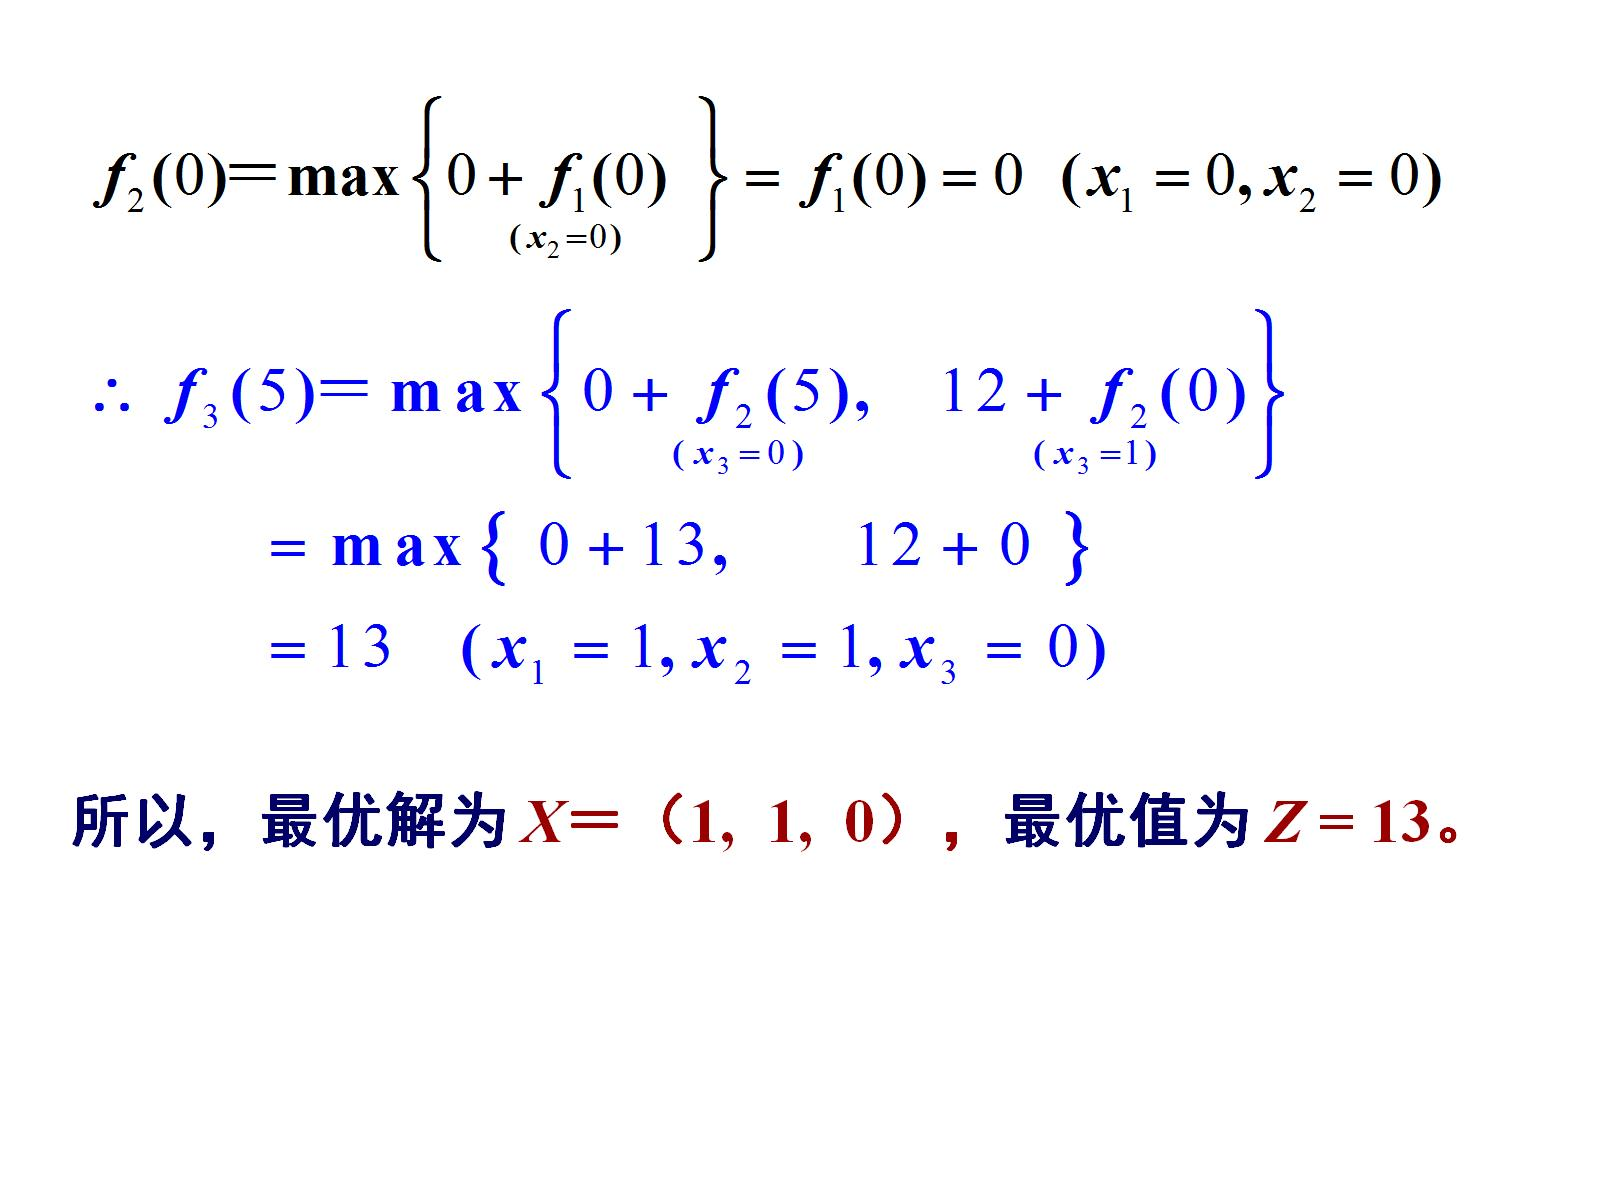 f₂(0)＝max{0 + f₁(0)} = f₁(0) = 0 (x₁ = 0, x₂ = 0)
(x₂=0)
∴ f₃(5)＝max{0 + f₂(5), 12 + f₂(0)}
(x₃=0) (x₃=1)
= max{ 0 + 13, 12 + 0 }
= 13 (x₁ = 1, x₂ = 1, x₃ = 0)
所以，最优解为 X＝（1, 1, 0），最优值为 Z = 13。